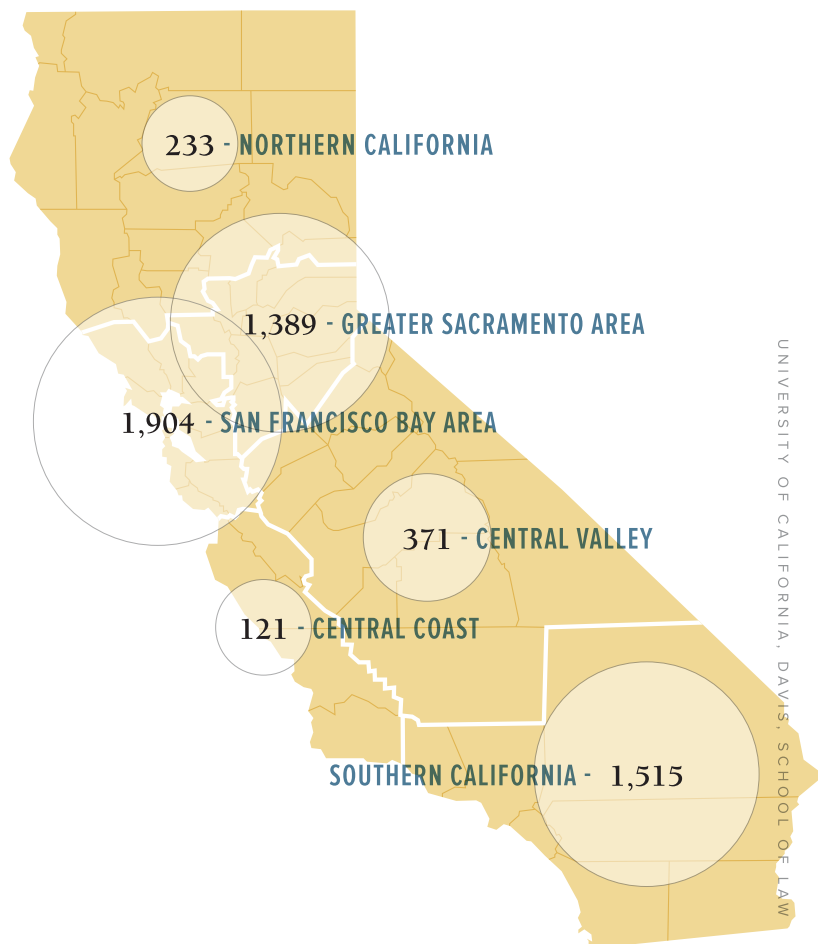 233 - NORTHERN CALIFORNIA
1,389 - GREATER SACRAMENTO AREA
1,904 - SAN FRANCISCO BAY AREA
371 - CENTRAL VALLEY
121 - CENTRAL COAST
SOUTHERN CALIFORNIA - 1,515
UNIVERSITY OF CALIFORNIA, DAVIS, SCHOOL OF LAW